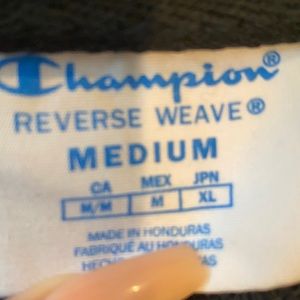 Champion®
REVERSE WEAVE®
MEDIUM
CA MEX JPN
M/M M XL
MADE IN HONDURAS
FABRIQUÉ AU HONDURAS